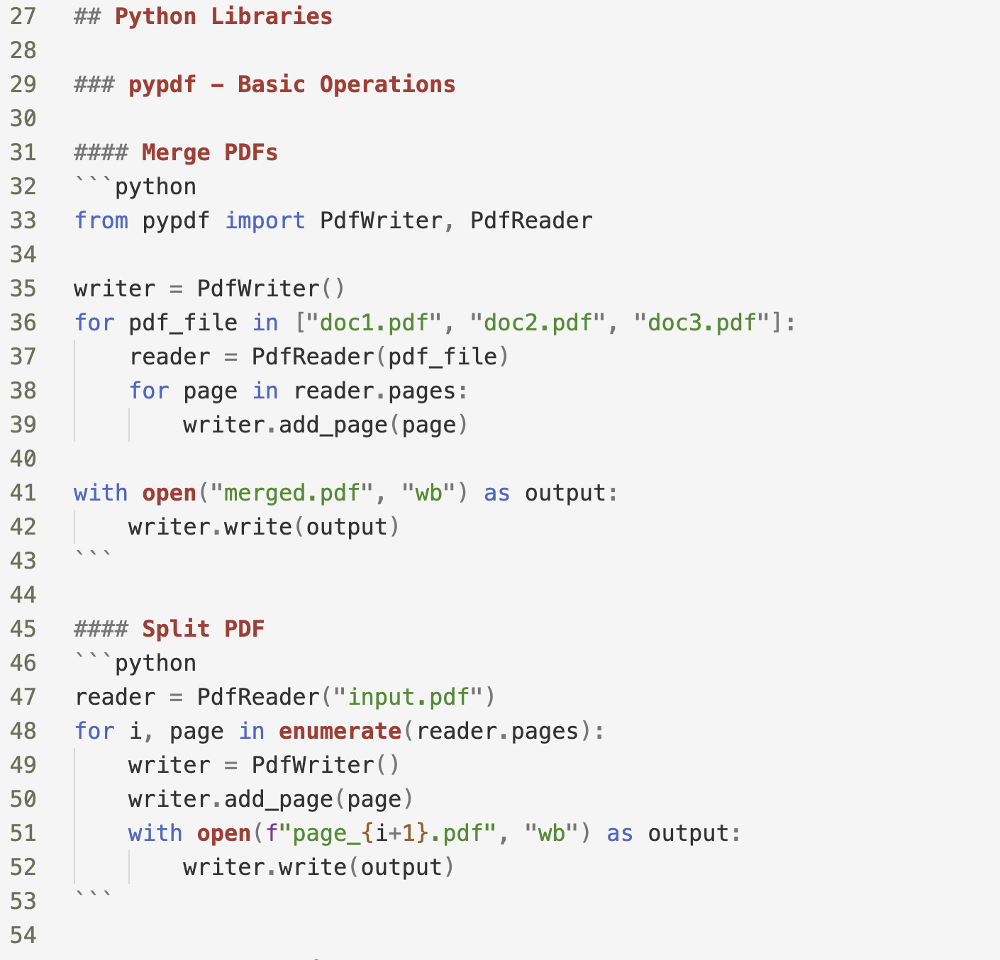 27 ## Python Libraries
28
29 ### pypdf - Basic Operations
30
31 #### Merge PDFs
32 ```python
33 from pypdf import PdfWriter, PdfReader
34
35 writer = PdfWriter()
36 for pdf_file in ["doc1.pdf", "doc2.pdf", "doc3.pdf"]:
37     reader = PdfReader(pdf_file)
38     for page in reader.pages:
39         writer.add_page(page)
40
41 with open("merged.pdf", "wb") as output:
42     writer.write(output)
43 ```
44
45 #### Split PDF
46 ```python
47 reader = PdfReader("input.pdf")
48 for i, page in enumerate(reader.pages):
49     writer = PdfWriter()
50     writer.add_page(page)
51     with open(f"page_{i+1}.pdf", "wb") as output:
52         writer.write(output)
53 ```
54